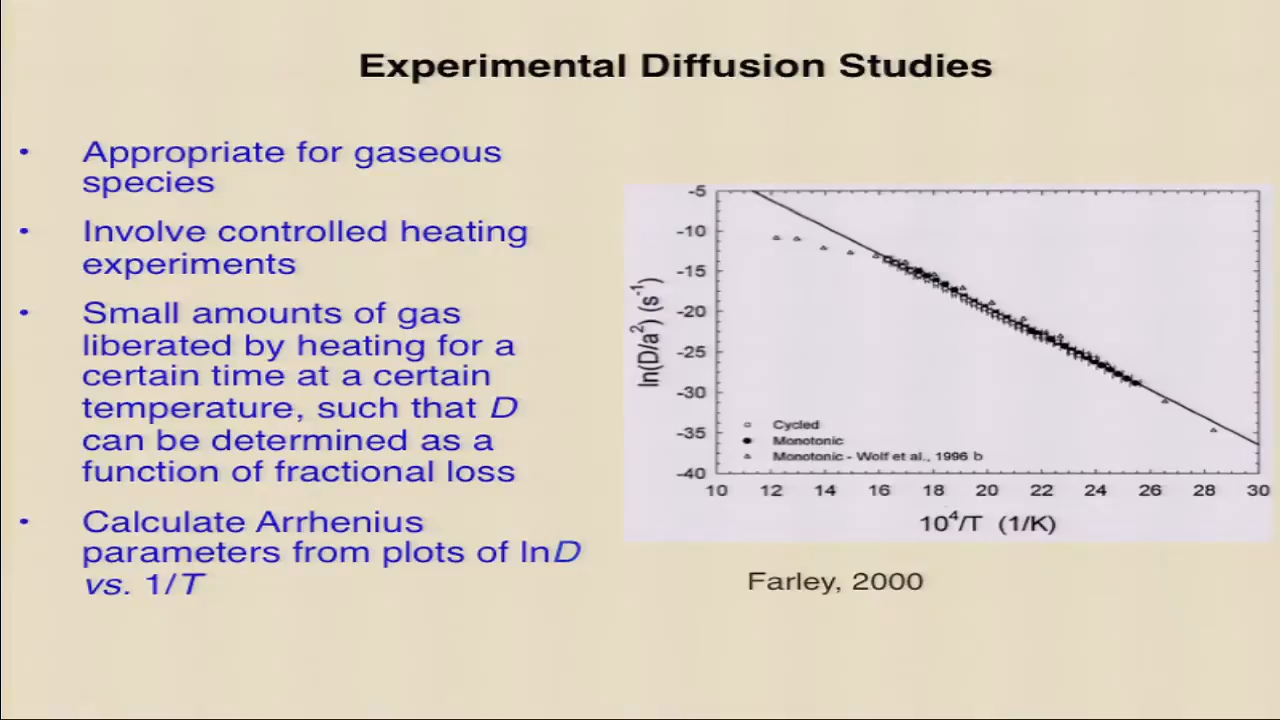 Experimental Diffusion Studies
• Appropriate for gaseous
species
• Involve controlled heating
experiments
• Small amounts of gas
liberated by heating for a
certain time at a certain
temperature, such that D
can be determined as a
function of fractional loss
• Calculate Arrhenius
parameters from plots of lnD
vs. 1/T
ln(D/a²) (s⁻¹)
-5
-10
-15
-20
-25
-30
-35
-40
Cycled
Monotonic
Monotonic - Wolf et al., 1996 b
10 12 14 16 18 20 22 24 26 28 30
10⁴/T (1/K)
Farley, 2000